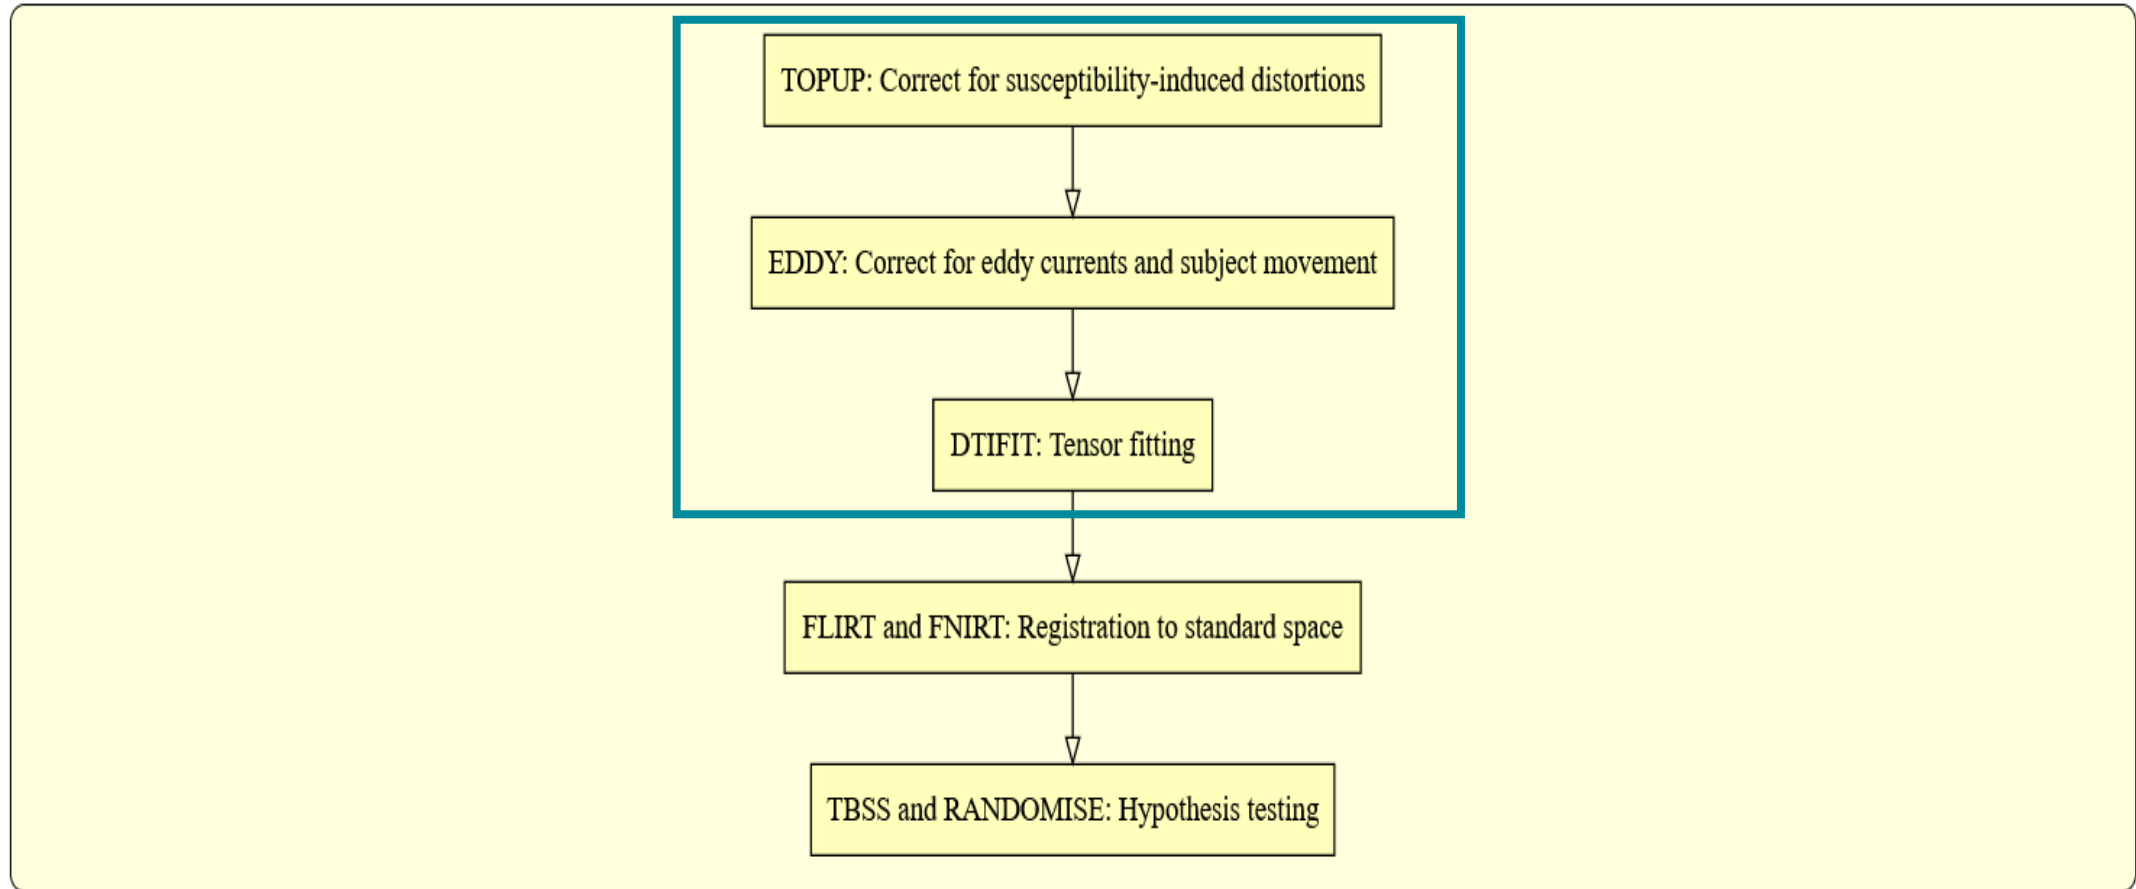 TOPUP: Correct for susceptibility-induced distortions
EDDY: Correct for eddy currents and subject movement
DTIFIT: Tensor fitting
FLIRT and FNIRT: Registration to standard space
TBSS and RANDOMISE: Hypothesis testing